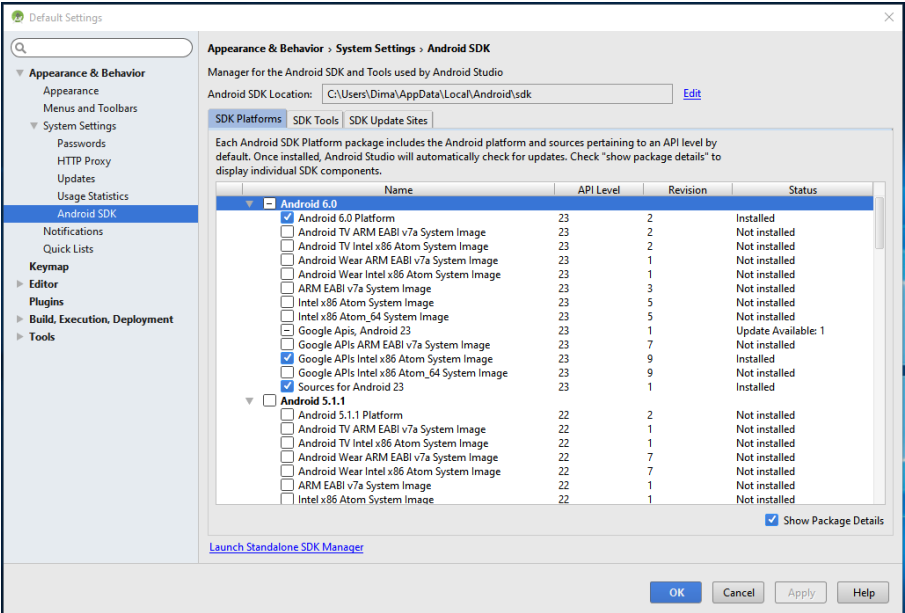 Default Settings
Appearance & Behavior › System Settings › Android SDK
Appearance & Behavior
Appearance
Menus and Toolbars
System Settings
Passwords
HTTP Proxy
Updates
Usage Statistics
Android SDK
Notifications
Quick Lists
Keymap
Editor
Plugins
Build, Execution, Deployment
Tools
Manager for the Android SDK and Tools used by Android Studio
Android SDK Location: C:\Users\Dima\AppData\Local\Android\sdk Edit
SDK Platforms SDK Tools SDK Update Sites
Each Android SDK Platform package includes the Android platform and sources pertaining to an API level by
default. Once installed, Android Studio will automatically check for updates. Check "show package details" to
display individual SDK components.
Name API Level Revision Status
Android 6.0
Android 6.0 Platform 23 2 Installed
Android TV ARM EABI v7a System Image 23 2 Not installed
Android TV Intel x86 Atom System Image 23 2 Not installed
Android Wear ARM EABI v7a System Image 23 1 Not installed
Android Wear Intel x86 Atom System Image 23 1 Not installed
ARM EABI v7a System Image 23 3 Not installed
Intel x86 Atom System Image 23 5 Not installed
Intel x86 Atom_64 System Image 23 5 Not installed
Google Apis, Android 23 23 1 Update Available: 1
Google APIs ARM EABI v7a System Image 23 7 Not installed
Google APIs Intel x86 Atom System Image 23 9 Installed
Google APIs Intel x86 Atom_64 System Image 23 9 Not installed
Sources for Android 23 23 1 Installed
Android 5.1.1
Android 5.1.1 Platform 22 2 Not installed
Android TV ARM EABI v7a System Image 22 1 Not installed
Android TV Intel x86 Atom System Image 22 1 Not installed
Android Wear ARM EABI v7a System Image 22 7 Not installed
Android Wear Intel x86 Atom System Image 22 7 Not installed
ARM EABI v7a System Image 22 1 Not installed
Intel x86 Atom System Image 22 1 Not installed
Show Package Details
Launch Standalone SDK Manager
OK Cancel Apply Help